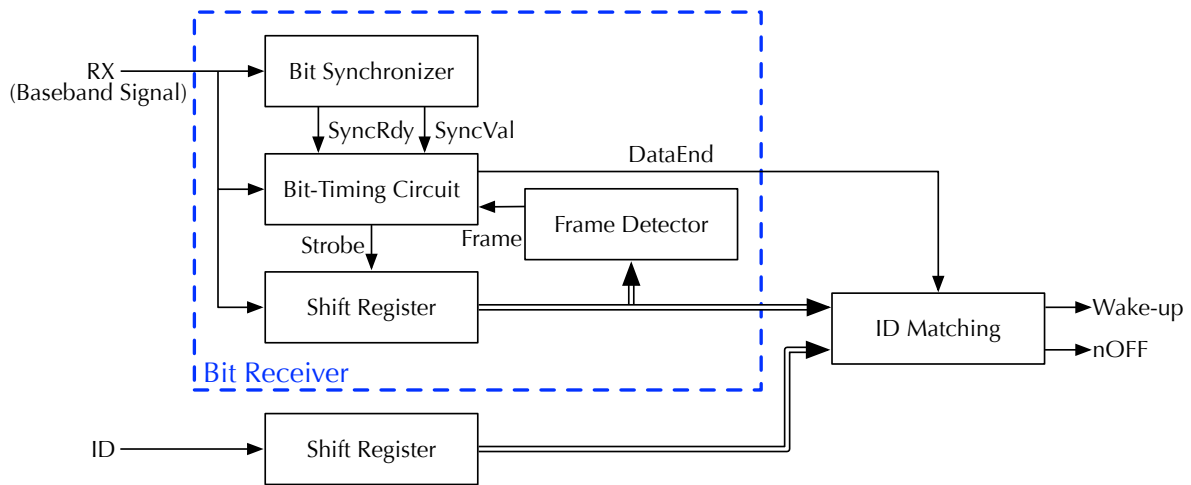 Bit Synchronizer
RX
(Baseband Signal)
SyncRdy
SyncVal
DataEnd
Bit-Timing Circuit
Frame Detector
Strobe
Frame
Shift Register
ID Matching
Wake-up
nOFF
Bit Receiver
ID
Shift Register